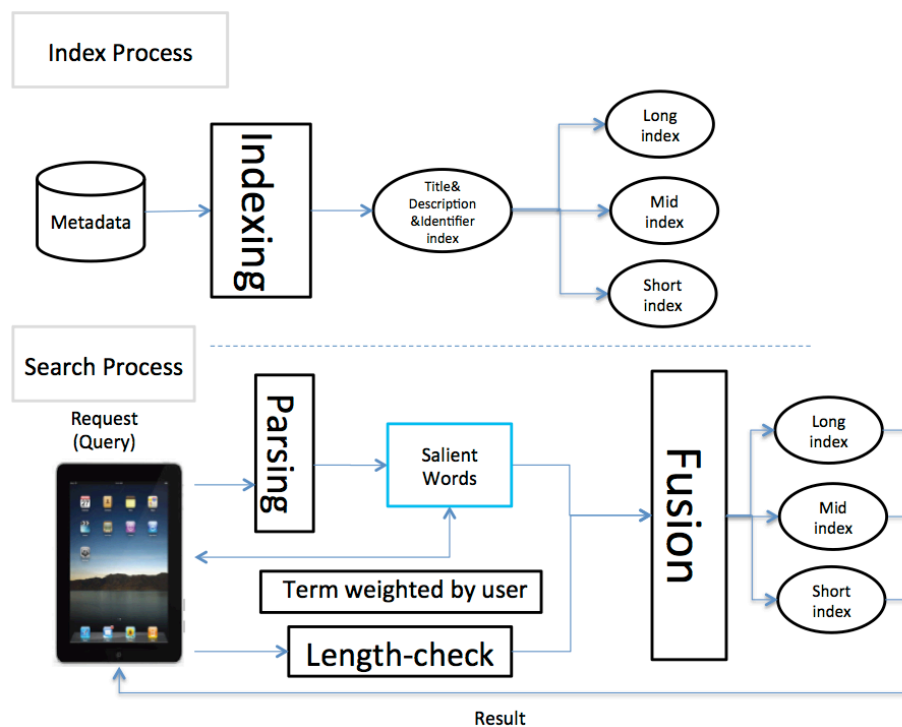 Index Process
Indexing
Metadata
Title&
Description
&Identifier
index
Long
index
Mid
index
Short
index
Search Process
Request
(Query)
Parsing
Salient
Words
Term weighted by user
Length-check
Fusion
Long
index
Mid
index
Short
index
Result